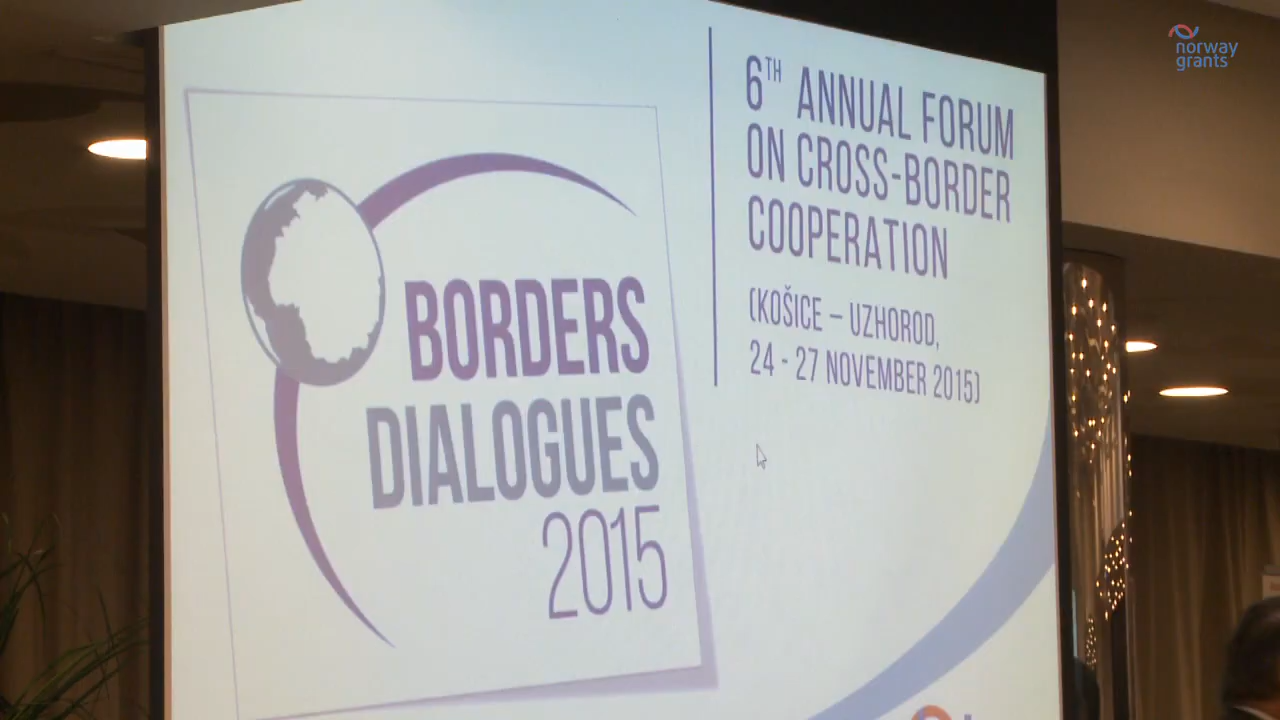 norway
grants
6TH ANNUAL FORUM
ON CROSS-BORDER
COOPERATION
(KOŠICE – UZHOROD,
24 - 27 NOVEMBER 2015)
BORDERS
DIALOGUES
2015